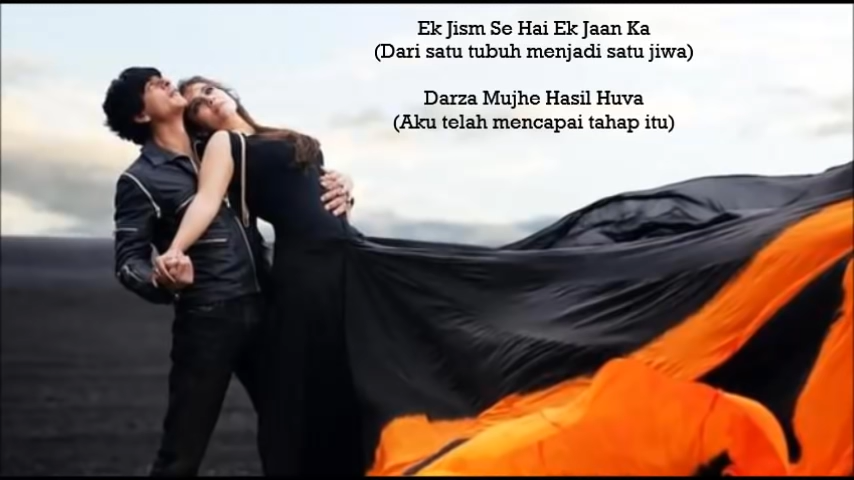 Ek Jism Se Hai Ek Jaan Ka
(Dari satu tubuh menjadi satu jiwa)
Darza Mujhe Hasil Huva
(Aku telah mencapai tahap itu)